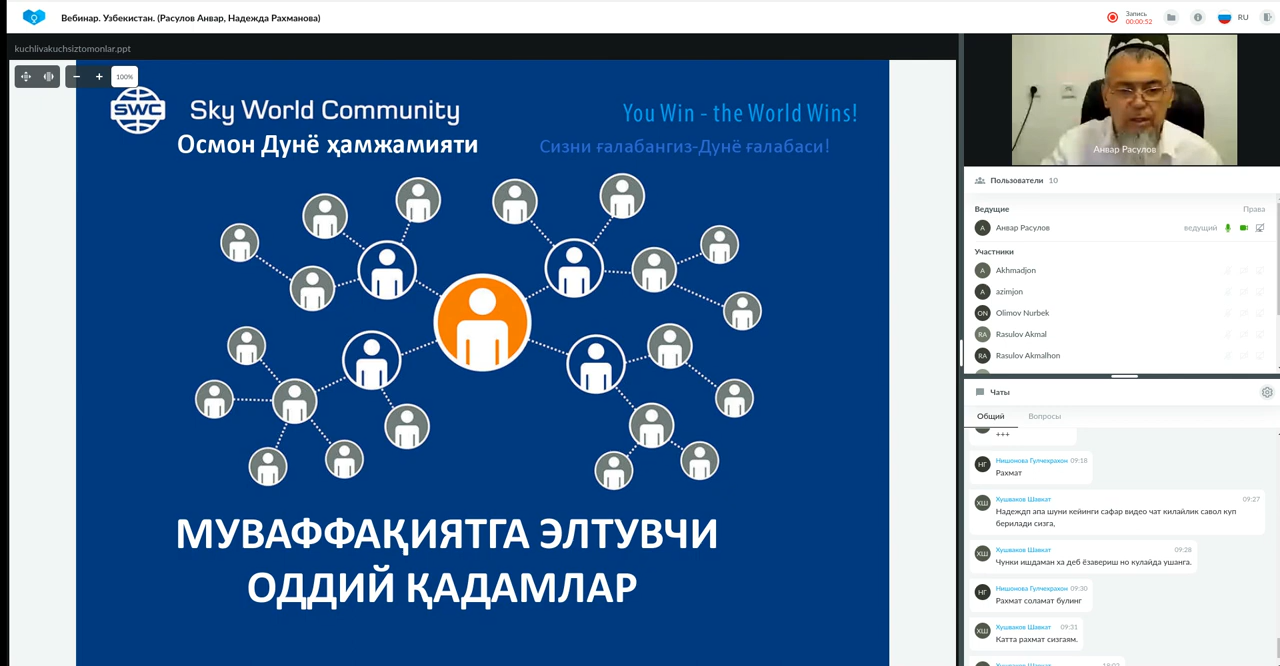 Вебинар. Узбекистан. (Расулов Анвар, Надежда Рахманова)
Запись
00:00:52
RU
kuchlivakuchsiztomonlar.ppt
100%
SWC
Sky World Community
You Win - the World Wins!
Осмон Дунё ҳамжамияти
Сизни ғалабангиз-Дунё ғалабаси!
МУВАФФАҚИЯТГА ЭЛТУВЧИ
ОДДИЙ ҚАДАМЛАР
Анвар Расулов
Пользователи 10
Ведущие
Права
A
Анвар Расулов
ведущий
Участники
A
Akhmadjon
A
azimjon
ON
Olimov Nurbek
RA
Rasulov Akmal
RA
Rasulov Akmalhon
Чаты
Общий
Вопросы
+++
НГ
Нишонова Гулчехрахон 09:18
Рахмат
ХШ
Хушваков Шавкат 09:27
Надеждп апа шуни кейинги сафар видео чат килайлик савол куп
берилади сизга,
ХШ
Хушваков Шавкат 09:28
Чунки ишдаман ха деб ёзавериш но кулайда ушанга.
НГ
Нишонова Гулчехрахон 09:30
Рахмат соламат булинг
ХШ
Хушваков Шавкат 09:31
Катта рахмат сизгаям.
Хушваков Шавкат